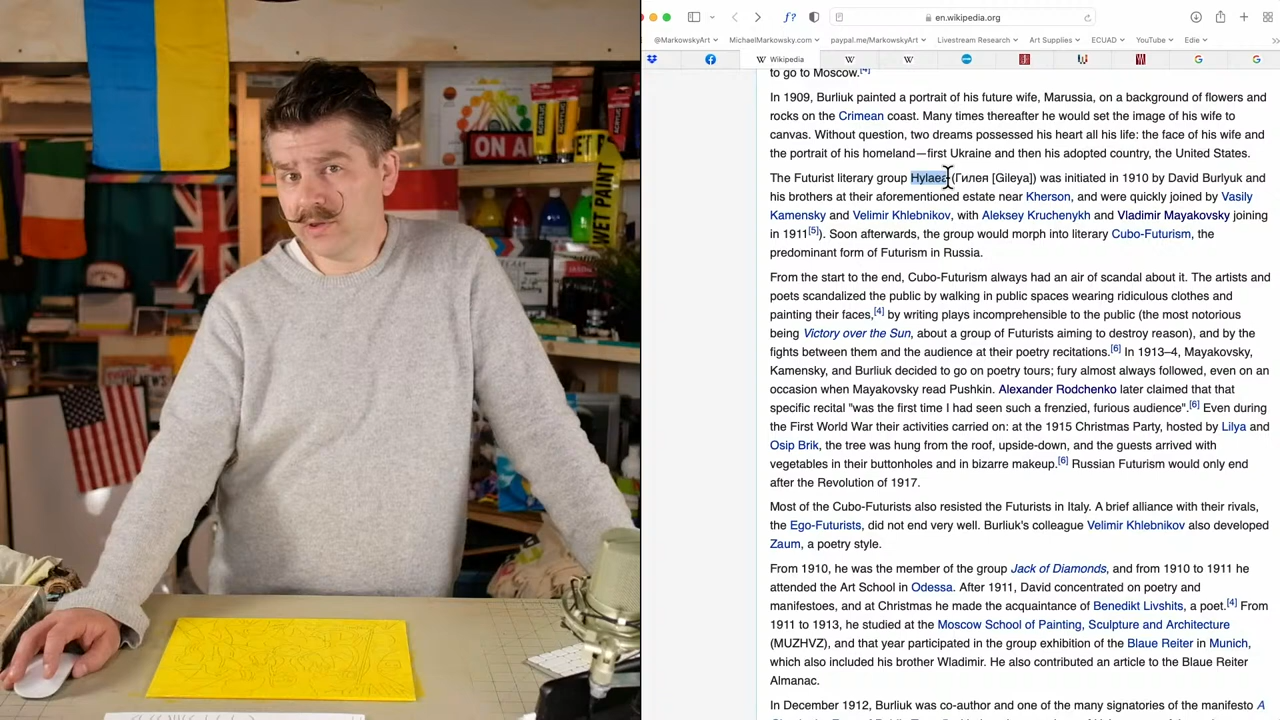 ON AI
WET PAINT
en.wikipedia.org
@MarkowskyArt
MichaelMarkowsky.com
paypal.me/MarkowskyArt
Livestream Research
Art Supplies
ECUAD
YouTube
Edie
Wikipedia
to go to Moscow.[4]
In 1909, Burliuk painted a portrait of his future wife, Marussia, on a background of flowers and
rocks on the Crimean coast. Many times thereafter he would set the image of his wife to
canvas. Without question, two dreams possessed his heart all his life: the face of his wife and
the portrait of his homeland—first Ukraine and then his adopted country, the United States.
The Futurist literary group Hylaea (Гилея [Gileya]) was initiated in 1910 by David Burlyuk and
his brothers at their aforementioned estate near Kherson, and were quickly joined by Vasily
Kamensky and Velimir Khlebnikov, with Aleksey Kruchenykh and Vladimir Mayakovsky joining
in 1911[5]). Soon afterwards, the group would morph into literary Cubo-Futurism, the
predominant form of Futurism in Russia.
From the start to the end, Cubo-Futurism always had an air of scandal about it. The artists and
poets scandalized the public by walking in public spaces wearing ridiculous clothes and
painting their faces,[4] by writing plays incomprehensible to the public (the most notorious
being Victory over the Sun, about a group of Futurists aiming to destroy reason), and by the
fights between them and the audience at their poetry recitations.[6] In 1913–4, Mayakovsky,
Kamensky, and Burliuk decided to go on poetry tours; fury almost always followed, even on an
occasion when Mayakovsky read Pushkin. Alexander Rodchenko later claimed that that
specific recital "was the first time I had seen such a frenzied, furious audience".[6] Even during
the First World War their activities carried on: at the 1915 Christmas Party, hosted by Lilya and
Osip Brik, the tree was hung from the roof, upside-down, and the guests arrived with
vegetables in their buttonholes and in bizarre makeup.[6] Russian Futurism would only end
after the Revolution of 1917.
Most of the Cubo-Futurists also resisted the Futurists in Italy. A brief alliance with their rivals,
the Ego-Futurists, did not end very well. Burliuk's colleague Velimir Khlebnikov also developed
Zaum, a poetry style.
From 1910, he was the member of the group Jack of Diamonds, and from 1910 to 1911 he
attended the Art School in Odessa. After 1911, David concentrated on poetry and
manifestoes, and at Christmas he made the acquaintance of Benedikt Livshits, a poet.[4] From
1911 to 1913, he studied at the Moscow School of Painting, Sculpture and Architecture
(MUZHVZ), and that year participated in the group exhibition of the Blaue Reiter in Munich,
which also included his brother Wladimir. He also contributed an article to the Blaue Reiter
Almanac.
In December 1912, Burliuk was co-author and one of the many signatories of the manifesto A